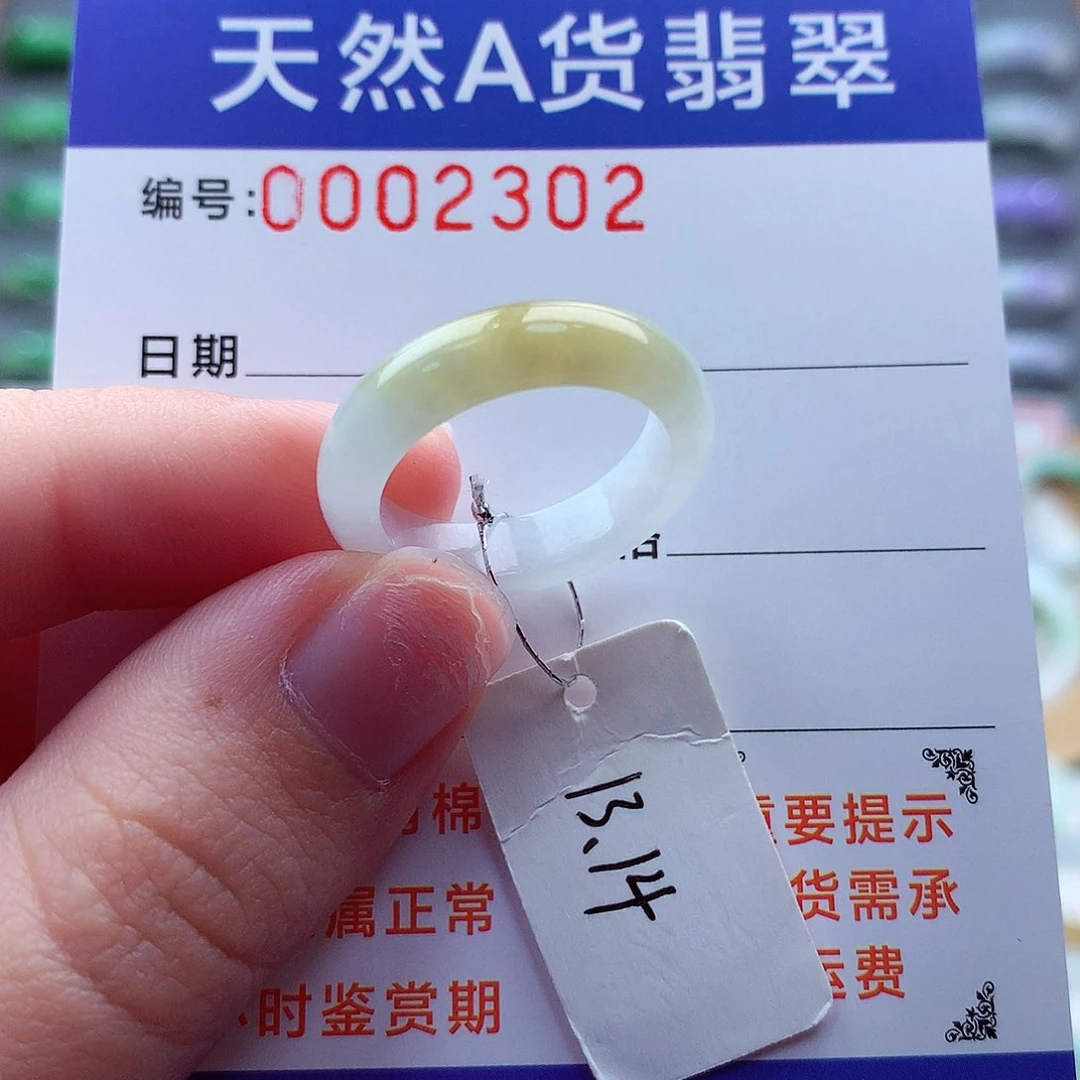 天然A货翡翠
编号:0002302
日期
13.14
棉
要提示
属正常
货需承
时鉴赏期
运费